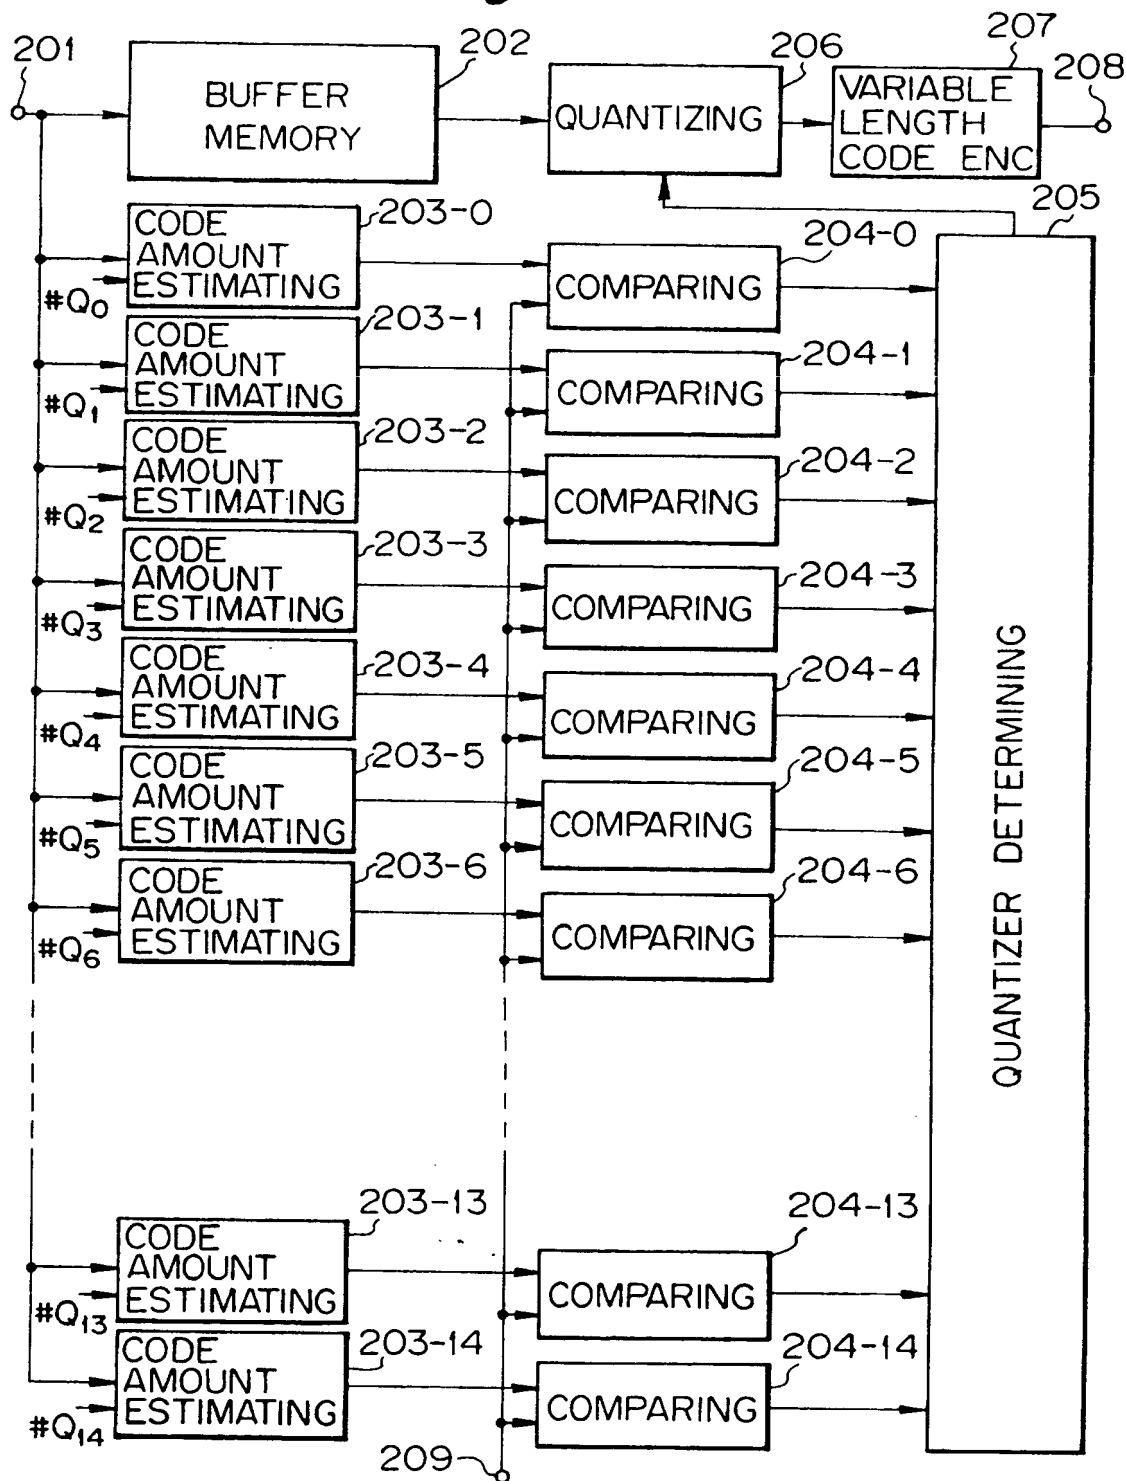 201
202
206
207
208
BUFFER
MEMORY
QUANTIZING
VARIABLE
LENGTH
CODE ENC
205
203-0
CODE
AMOUNT
ESTIMATING
#Q0
204-0
COMPARING
203-1
CODE
AMOUNT
ESTIMATING
#Q1
204-1
COMPARING
203-2
CODE
AMOUNT
ESTIMATING
#Q2
204-2
COMPARING
203-3
CODE
AMOUNT
ESTIMATING
#Q3
204-3
COMPARING
203-4
CODE
AMOUNT
ESTIMATING
#Q4
204-4
COMPARING
203-5
CODE
AMOUNT
ESTIMATING
#Q5
204-5
COMPARING
203-6
CODE
AMOUNT
ESTIMATING
#Q6
204-6
COMPARING
QUANTIZER DETERMINING
203-13
CODE
AMOUNT
ESTIMATING
#Q13
204-13
COMPARING
203-14
CODE
AMOUNT
ESTIMATING
#Q14
204-14
COMPARING
209